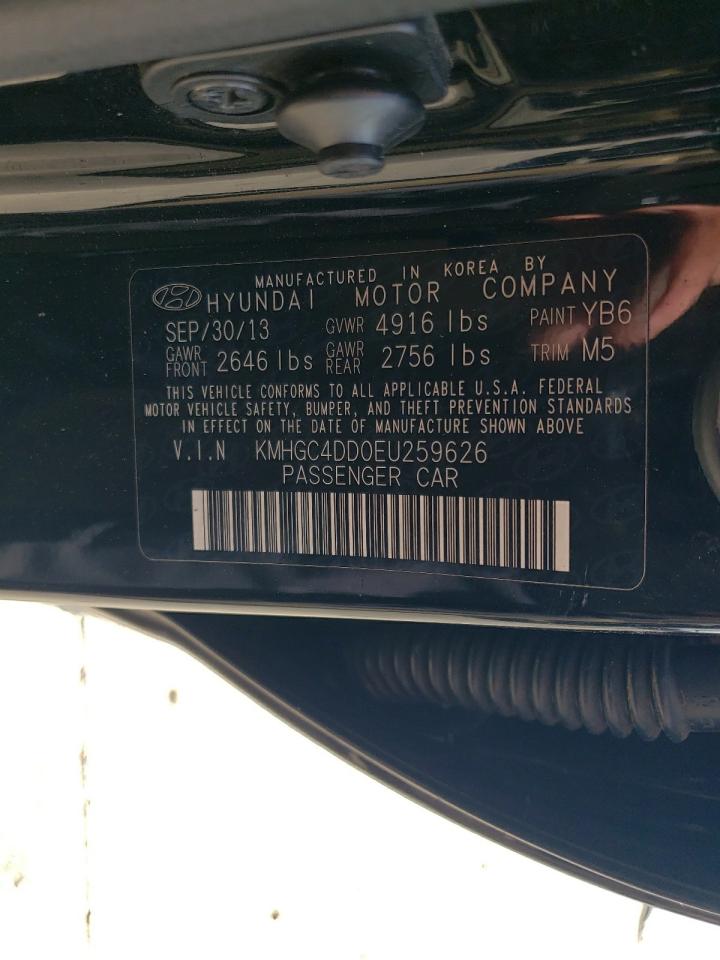 MANUFACTURED IN KOREA BY
HYUNDAI MOTOR COMPANY
SEP/30/13 GVWR 4916 lbs PAINT YB6
GAWR FRONT 2646 lbs GAWR REAR 2756 lbs TRIM M5
THIS VEHICLE CONFORMS TO ALL APPLICABLE U.S.A. FEDERAL
MOTOR VEHICLE SAFETY, BUMPER, AND THEFT PREVENTION STANDARDS
IN EFFECT ON THE DATE OF MANUFACTURE SHOWN ABOVE
V.I.N KMHGC4DD0EU259626
PASSENGER CAR